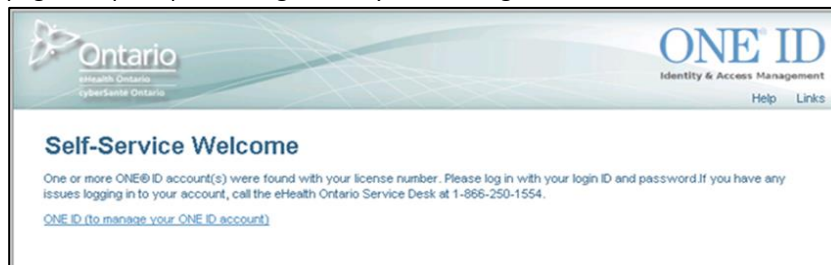 Ontario
eHealth Ontario
cyberSanté Ontario
ONE ID
Identity & Access Management
Help Links
Self-Service Welcome
One or more ONE® ID account(s) were found with your license number. Please log in with your login ID and password.If you have any
issues logging in to your account, call the eHealth Ontario Service Desk at 1-866-250-1554.
ONE ID (to manage your ONE ID account)